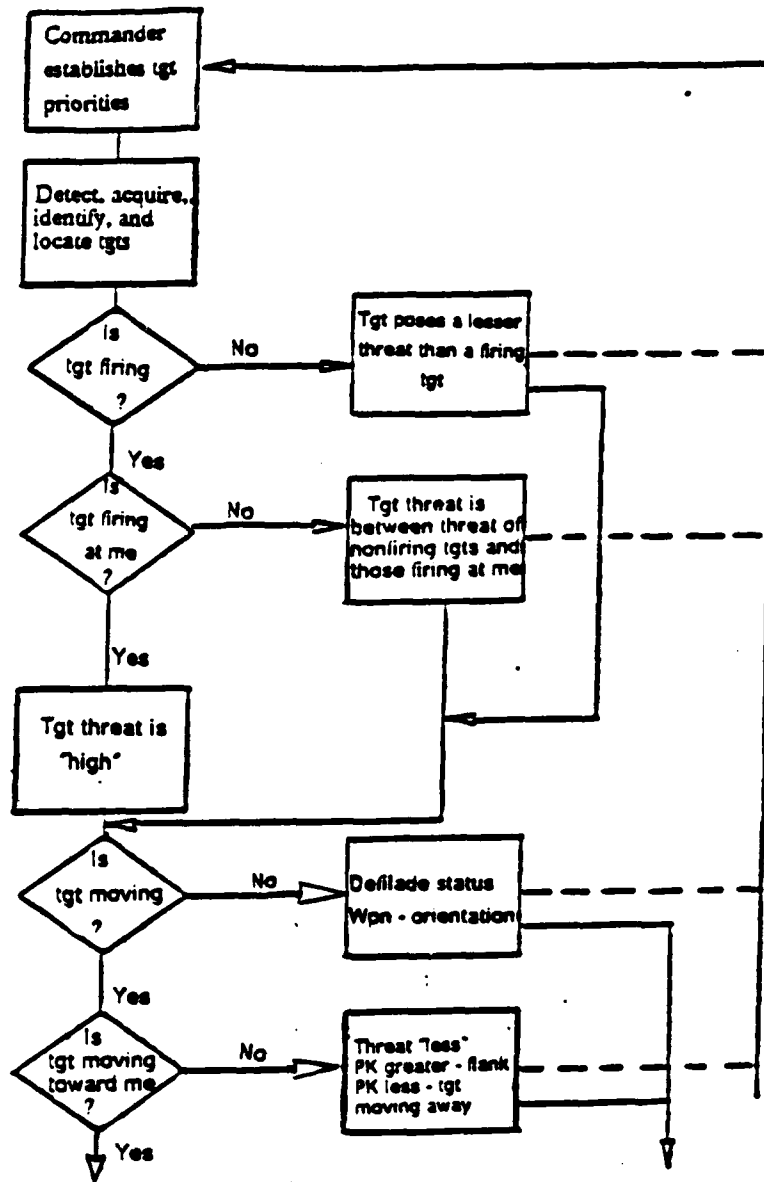 Commander
establishes tgt
priorities
Detect, acquire,
identify, and
locate tgts
Is
tgt firing
?
No
Tgt poses a lesser
threat than a firing
tgt
Yes
Is
tgt firing
at me
?
No
Tgt threat is
between threat of
nonfiring tgts and
those firing at me
Yes
Tgt threat is
"high"
Is
tgt moving
?
No
Defilade status
Wpn - orientation
Yes
Is
tgt moving
toward me
?
No
Threat "less"
PK greater - flank
PK less - tgt
moving away
Yes